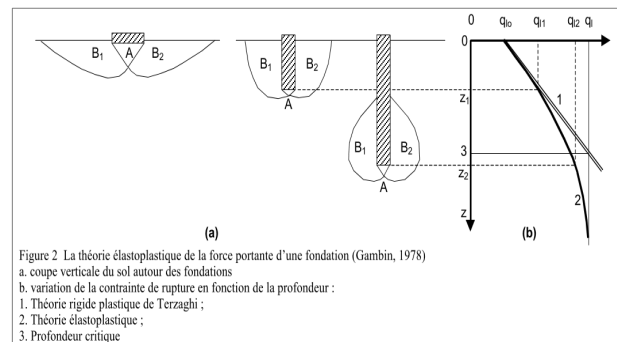 0 qlo ql1 ql2 ql
B1 A B2
B1 B2
A
B1 B2
A
0
z1
1
3
z2
2
z
(a) (b)
Figure 2 La théorie élastoplastique de la force portante d'une fondation (Gambin, 1978)
a. coupe verticale du sol autour des fondations
b. variation de la contrainte de rupture en fonction de la profondeur :
1. Théorie rigide plastique de Terzaghi ;
2. Théorie élastoplastique ;
3. Profondeur critique